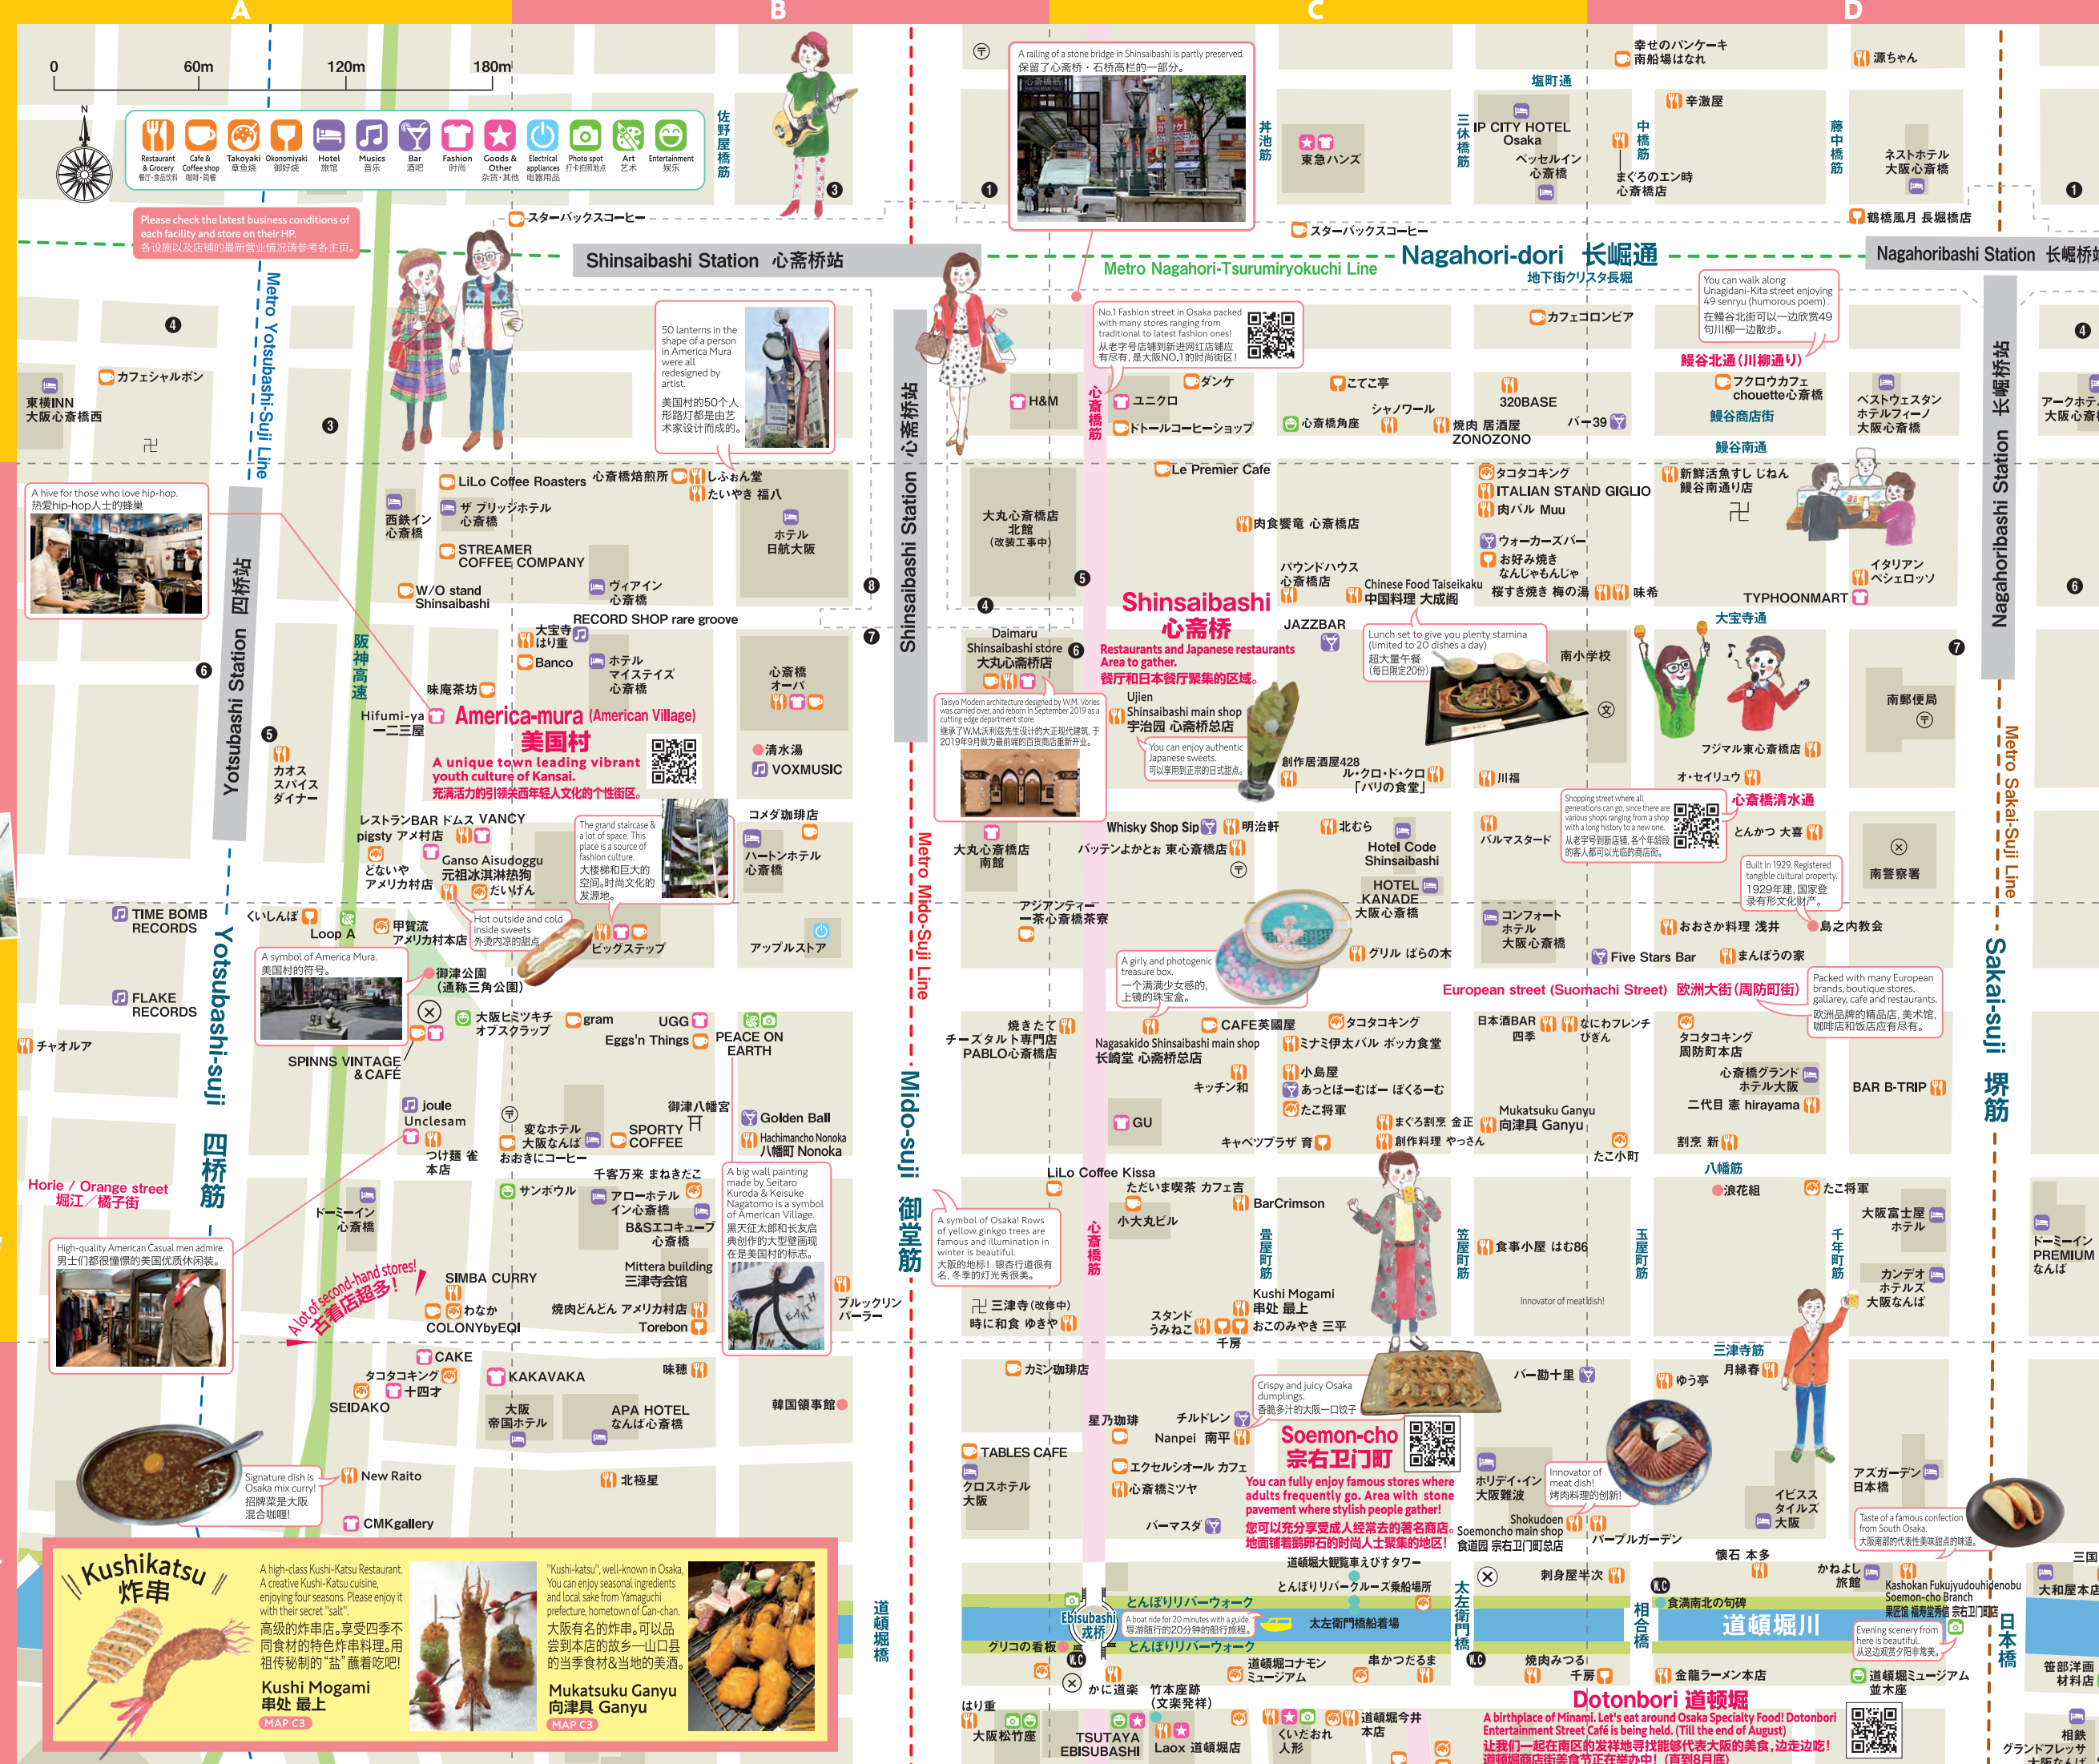 A
B
C
D
0
60m
120m
180m
N
Restaurant
& Grocery
餐厅·食品饮料
Cafe &
Coffee shop
咖啡·简餐
Takoyaki
章鱼烧
Okonomiyaki
御好烧
Hotel
旅馆
Musics
音乐
Bar
酒吧
Fashion
时尚
Goods &
Other
杂货·其他
Electrical
appliances
电器用品
Photo spot
打卡拍照地点
Art
艺术
Entertainment
娱乐
Please check the latest business conditions of
each facility and store on their HP.
各设施以及店铺的最新营业情况请参考各主页。
佐野屋橋筋
スターバックスコーヒー
Shinsaibashi Station 心斎桥站
A railing of a stone bridge in Shinsaibashi is partly preserved.
保留了心斎桥・石桥高栏的一部分。
丼池筋
東急ハンズ
三休橋筋
塩町通
IP CITY HOTEL
Osaka
ベッセルイン
心斎橋
幸せのパンケーキ
南船場はなれ
辛激屋
中橋筋
まぐろのエン時
心斎橋店
源ちゃん
藤中橋筋
ネストホテル
大阪心斎橋
鶴橋風月 長堀橋店
スターバックスコーヒー
Metro Nagahori-Tsurumiryokuchi Line
Nagahori-dori 长崛通
地下街クリスタ長堀
Nagahoribashi Station 长崛桥站
Metro Yotsubashi-Suji Line
東横INN
大阪心斎橋西
カフェシャルボン
50 lanterns in the
shape of a person
in America Mura
were all
redesigned by
artist.
美国村的50个人
形路灯都是由艺
术家设计而成的。
Shinsaibashi Station 心斎桥站
No.1 Fashion street in Osaka packed
with many stores ranging from
traditional to latest fashion ones!
从老字号店铺到新进网红店铺应
有尽有,是大阪NO.1的时尚街区!
H&M
心斎橋筋
ユニクロ
ダンケ
ドトールコーヒーショップ
こてこ亭
心斎橋角座
シャノワール
焼肉 居酒屋
ZONOZONO
320BASE
カフェコロンビア
バー39
You can walk along
Unagidani-Kita street enjoying
49 senryu (humorous poem) .
在鳗谷北街可以一边欣赏49
句川柳一边散步。
鰻谷北通(川柳通り)
フクロウカフェ
chouette心斎橋
鰻谷商店街
鰻谷南通
ベストウェスタン
ホテルフィーノ
大阪心斎橋
Nagahoribashi Station 长崛桥站
アークホテ
大阪心斎
A hive for those who love hip-hop.
热爱hip-hop人士的蜂巢
Yotsubashi Station 四桥站
阪神高速
LiLo Coffee Roasters
心斎橋焙煎所
しふぉん堂
たいやき 福八
西鉄イン
心斎橋
ザ ブリッジホテル
心斎橋
STREAMER
COFFEE COMPANY
W/O stand
Shinsaibashi
ヴィアイン
心斎橋
ホテル
日航大阪
RECORD SHOP rare groove
大宝寺
はり重
Banco
ホテル
マイステイズ
心斎橋
心斎橋
オーパ
味庵茶坊
Hifumi-ya
一二三屋
America-mura (American Village)
美国村
A unique town leading vibrant
youth culture of Kansai.
充满活力的引领关西年轻人文化的个性街区。
清水湯
VOXMUSIC
カオス
スパイス
ダイナー
大丸心斎橋店
北館
(改装工事中)
Daimaru
Shinsaibashi store
大丸心斎桥店
Taisyo Modern architecture designed by W.M. Vories
was carried over, and reborn in September 2019 as a
cutting edge department store.
继承了W.M.沃利兹先生设计的大正现代建筑, 于
2019年9月做为最前端的百货商店重新开业。
大丸心斎橋店
南館
Le Premier Cafe
肉食饗竜 心斎橋店
パウンドハウス
心斎橋店
Chinese Food Taiseikaku
中国料理 大成阁
Shinsaibashi
心斎桥
Restaurants and Japanese restaurants
Area to gather.
餐厅和日本餐厅聚集的区域。
JAZZBAR
Lunch set to give you plenty stamina
(limited to 20 dishes a day)
超大量午餐
(每日限定20份)
Ujien
Shinsaibashi main shop
宇治园 心斎桥总店
You can enjoy authentic
Japanese sweets.
可以享用到正宗的日式甜点。
タコタコキング
ITALIAN STAND GIGLIO
肉バル Muu
ウォーカーズバー
お好み焼き
なんじゃもんじゃ
桜すき焼き 梅の湯
味希
新鮮活魚すし じねん
鰻谷南通り店
イタリアン
ペシェロッソ
TYPHOONMART
大宝寺通
南小学校
文
南郵便局
フジマル東心斎橋店
オ・セイリュウ
創作居酒屋428
ル・クロ・ド・クロ
「パリの食堂」
川福
Shopping street where all
generations can go, since there are
various shops ranging from a shop
with a long history to a new one.
从老字号到新店铺, 各个年龄段
的客人都可以光临的商店街。
心斎橋清水通
とんかつ 大喜
Built in 1929. Registered
tangible cultural property.
1929年建, 国家登
录有形文化财产。
南警察署
Metro Sakai-Suji Line
Metro Mido-Suji Line
レストランBAR ドムス
VANCY
pigsty アメ村店
どないや
アメリカ村店
Ganso Aisudoggu
元祖冰淇淋热狗
だいげん
The grand staircase &
a lot of space. This
place is a source of
fashion culture.
大楼梯和巨大的
空间。时尚文化的
发源地。
コメダ珈琲店
ハートンホテル
心斎橋
Whisky Shop Sip
明治軒
バッテンよかとぉ 東心斎橋店
北むら
Hotel Code
Shinsaibashi
HOTEL
KANADE
大阪心斎橋
バルマスタード
TIME BOMB
RECORDS
FLAKE
RECORDS
Yotsubashi-suji 四桥筋
くいしんぼ
Loop A
甲賀流
アメリカ村本店
Hot outside and cold
inside sweets
外烫内凉的甜点
ビッグステップ
アップルストア
A symbol of America Mura.
美国村的符号。
御津公園
(通称三角公園)
大阪ヒミツキチ
オブスクラップ
gram
UGG
Eggs'n Things
PEACE ON
EARTH
SPINNS VINTAGE
&CAFÉ
チャオルア
アジアンティー
一茶心斎橋茶寮
A girly and photogenic
treasure box.
一个满满少女感的,
上镜的珠宝盒。
グリル ばらの木
コンフォート
ホテル
大阪心斎橋
Five Stars Bar
まんぼうの家
おおさか料理 浅井
島之内教会
European street (Suomachi Street) 欧洲大街(周防町街)
Packed with many European
brands, boutique stores,
gallarey, cafe and restaurants.
欧洲品牌的精品店, 美术馆,
咖啡店和饭店应有尽有。
Sakai-suji 堺筋
焼きたて
チーズタルト専門店
PABLO心斎橋店
Nagasakido Shinsaibashi main shop
长崎堂 心斎桥总店
CAFE英國屋
タコタコキング
ミナミ伊太バル ボッカ食堂
キッチン和
小島屋
あっとほーむばー ぼくるーむ
たこ将軍
日本酒BAR
四季
なにわフレンチ
びぎん
タコタコキング
周防町本店
心斎橋グランド
ホテル大阪
二代目 憲 hirayama
BAR B-TRIP
joule
Unclesam
つけ麺 雀
本店
変なホテル
大阪なんば
おおきにコーヒー
SPORTY
COFFEE
御津八幡宮
Golden Ball
Hachimancho Nonoka
八幡町 Nonoka
Mido-suji 御堂筋
GU
キャベツプラザ 育
まぐろ割烹 金正
創作料理 やっさん
Mukatsuku Ganyu
向津具 Ganyu
たこ小町
割烹 新
八幡筋
浪花組
たこ将軍
Horie / Orange street
堀江／橘子街
ドーミーイン
心斎橋
サンボウル
千客万来 まねきだこ
アローホテル
イン心斎橋
B&Sエコキューブ
心斎橋
Mittera building
三津寺会馆
A big wall painting
made by Seitaro
Kuroda & Keisuke
Nagatomo is a symbol
of American Village.
黑天征太郎和长友启
典创作的大型壁画现
在是美国村的标志。
High-quality American Casual men admire.
男士们都很憧憬的美国优质休闲装。
A lot of second-hand stores!
古着店超多!
SIMBA CURRY
わなか
COLONYbyEQI
焼肉どんどん アメリカ村店
Torebon
ブルックリン
パーラー
LiLo Coffee Kissa
ただいま喫茶 カフェ吉
小大丸ビル
BarCrimson
A symbol of Osaka! Rows
of yellow ginkgo trees are
famous and illumination in
winter is beautiful.
大阪的地标！ 银杏行道很有
名, 冬季的灯光秀很美。
心斎橋筋
畳屋町筋
笠屋町筋
玉屋町筋
千年町筋
食事小屋 はむ86
Innovator of meatdish!
大阪富士屋
ホテル
カンデオ
ホテルズ
大阪なんば
ドーミーイン
PREMIUM
なんば
三津寺(改修中)
時に和食 ゆきや
スタンド
うみねこ
千房
Kushi Mogami
串处 最上
おこのみやき 三平
CAKE
タコタコキング
十四才
SEIDAKO
KAKAVAKA
味穂
大阪
帝国ホテル
APA HOTEL
なんば心斎橋
韓国領事館
カミン珈琲店
Crispy and juicy Osaka
dumplings.
香脆多汁的大阪一口饺子
星乃珈琲
チルドレン
Nanpei 南平
TABLES CAFE
クロスホテル
大阪
エクセルシオール カフェ
心斎橋ミツヤ
バーマスダ
Soemon-cho
宗右卫门町
You can fully enjoy famous stores where
adults frequently go. Area with stone
pavement where stylish people gather!
您可以充分享受成人经常去的著名商店。
地面铺着鹅卵石的时尚人士聚集的地区!
バー勘十里
三津寺筋
月縁春
ゆう亭
ホリデイ・イン
大阪難波
Innovator of
meat dish!
烤肉料理的创新!
Shokudoen
Soemoncho main shop
食道园 宗右卫门町总店
パープルガーデン
イビスス
タイルズ
大阪
アズガーデン
日本橋
Taste of a famous confection
from South Osaka.
大阪南部的代表性美味甜点的味道。
Signature dish is
Osaka mix curry!
招牌菜是大阪
混合咖喱!
New Raito
北極星
CMKgallery
Kushikatsu
炸串
A high-class Kushi-Katsu Restaurant.
A creative Kushi-Katsu cuisine,
enjoying four seasons. Please enjoy it
with their secret "salt".
高级的炸串店。享受四季不
同食材的特色炸串料理。用
祖传秘制的“盐”蘸着吃吧!
Kushi Mogami
串处 最上
MAP C3
"Kushi-katsu", well-known in Osaka,
You can enjoy seasonal ingredients
and local sake from Yamaguchi
prefecture, hometown of Gan-chan.
大阪有名的炸串。可以品
尝到本店的故乡—山口县
的当季食材&当地的美酒。
Mukatsuku Ganyu
向津具 Ganyu
MAP C3
道頓堀橋
道頓堀大観覧車えびすタワー
とんぼりリバークルーズ乗船場所
とんぼりリバーウォーク
Ebisubashi
戎桥
A boat ride for 20 minutes with a guide.
导游随行的20分钟的船行旅程。
太左衛門橋船着場
とんぼりリバーウォーク
グリコの看板
W.C
太左衛門橋
刺身屋半次
相合橋
W.C
食満南北の句碑
道頓堀川
懐石 本多
かねよし
旅館
Kashokan Fukujyudouhidenobu
Soemon-cho Branch
果匠馆 福寿堂秀信 宗右卫门町店
Evening scenery from
here is beautiful.
从这边观赏夕阳非常美。
日本橋
三国
大和屋本店
かに道楽
竹本座跡
(文楽発祥)
道頓堀コナモン
ミュージアム
串かつだるま
W.C
焼肉みつる
千房
金龍ラーメン本店
道頓堀ミュージアム
並木座
笹部洋画
材料店
はり重
大阪松竹座
TSUTAYA
EBISUBASHI
Laox 道頓堀店
くいだおれ
人形
道頓堀今井
本店
Dotonbori 道顿堀
A birthplace of Minami. Let's eat around Osaka Specialty Food! Dotonbori
Entertainment Street Café is being held. (Till the end of August)
让我们一起在南区的发祥地寻找能够代表大阪的美食,边走边吃!
道頓堀商店街美食节正在举办中! (直到8月底)
相鉄
グランドフレッサ